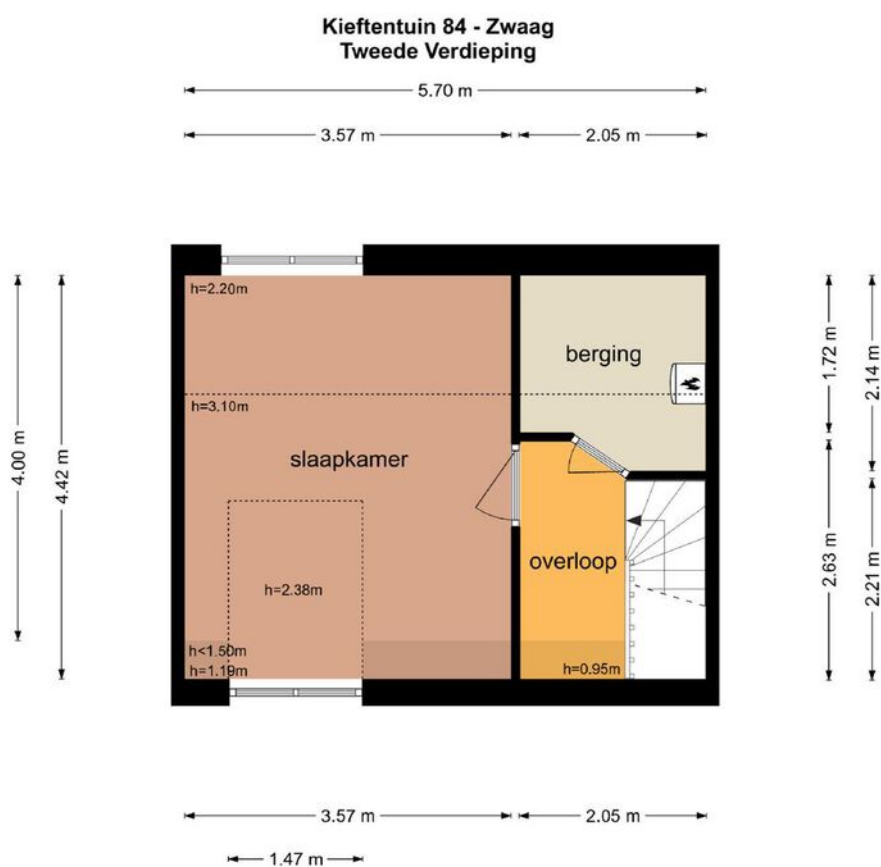 Kieftentuin 84 - Zwaag
Tweede Verdieping
5.70 m
3.57 m
2.05 m
h=2.20m
berging
h=3.10m
slaapkamer
4.00 m
4.42 m
1.72 m
2.14 m
overloop
h=2.38m
2.63 m
2.21 m
h<1.50m
h=1.19m
h=0.95m
3.57 m
2.05 m
1.47 m